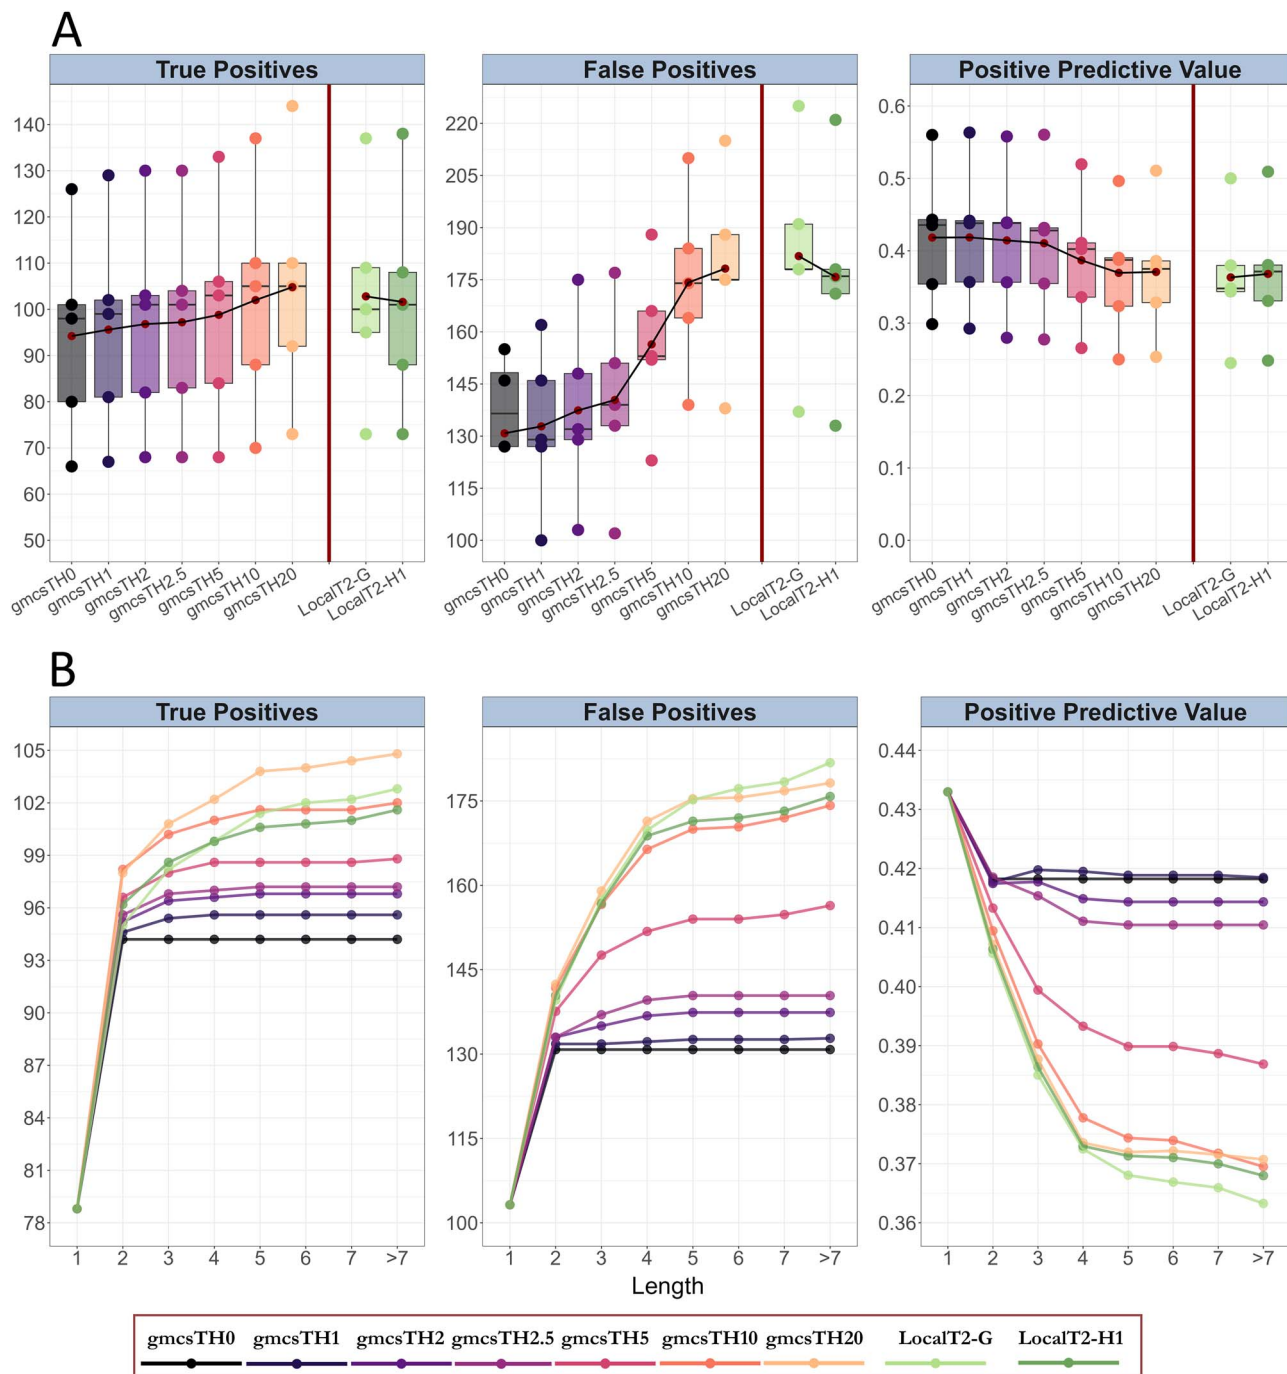 A
True Positives
False Positives
Positive Predictive Value
140
130
120
110
100
90
80
70
60
50
220
205
190
175
160
145
130
115
100
0.6
0.5
0.4
0.3
0.2
0.1
0.0
gmcsTH0
gmcsTH1
gmcsTH2
gmcsTH2.5
gmcsTH5
gmcsTH10
gmcsTH20
LocalT2-G
LocalT2-H1
gmcsTH0
gmcsTH1
gmcsTH2
gmcsTH2.5
gmcsTH5
gmcsTH10
gmcsTH20
LocalT2-G
LocalT2-H1
gmcsTH0
gmcsTH1
gmcsTH2
gmcsTH2.5
gmcsTH5
gmcsTH10
gmcsTH20
LocalT2-G
LocalT2-H1
B
True Positives
False Positives
Positive Predictive Value
105
102
99
96
93
90
87
84
81
78
175
160
145
130
115
100
0.44
0.43
0.42
0.41
0.40
0.39
0.38
0.37
0.36
1 2 3 4 5 6 7 >7
1 2 3 4 5 6 7 >7
1 2 3 4 5 6 7 >7
Length
gmcsTH0 gmcsTH1 gmcsTH2 gmcsTH2.5 gmcsTH5 gmcsTH10 gmcsTH20 LocalT2-G LocalT2-H1